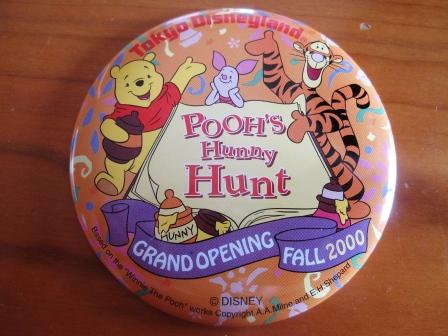 Tokyo Disneyland®
POOH'S
Hunny
Hunt
HUNNY
GRAND OPENING FALL 2000
© DISNEY
Based on the "Winnie The Pooh" works Copyright A.A.Milne and E.H.Shepard